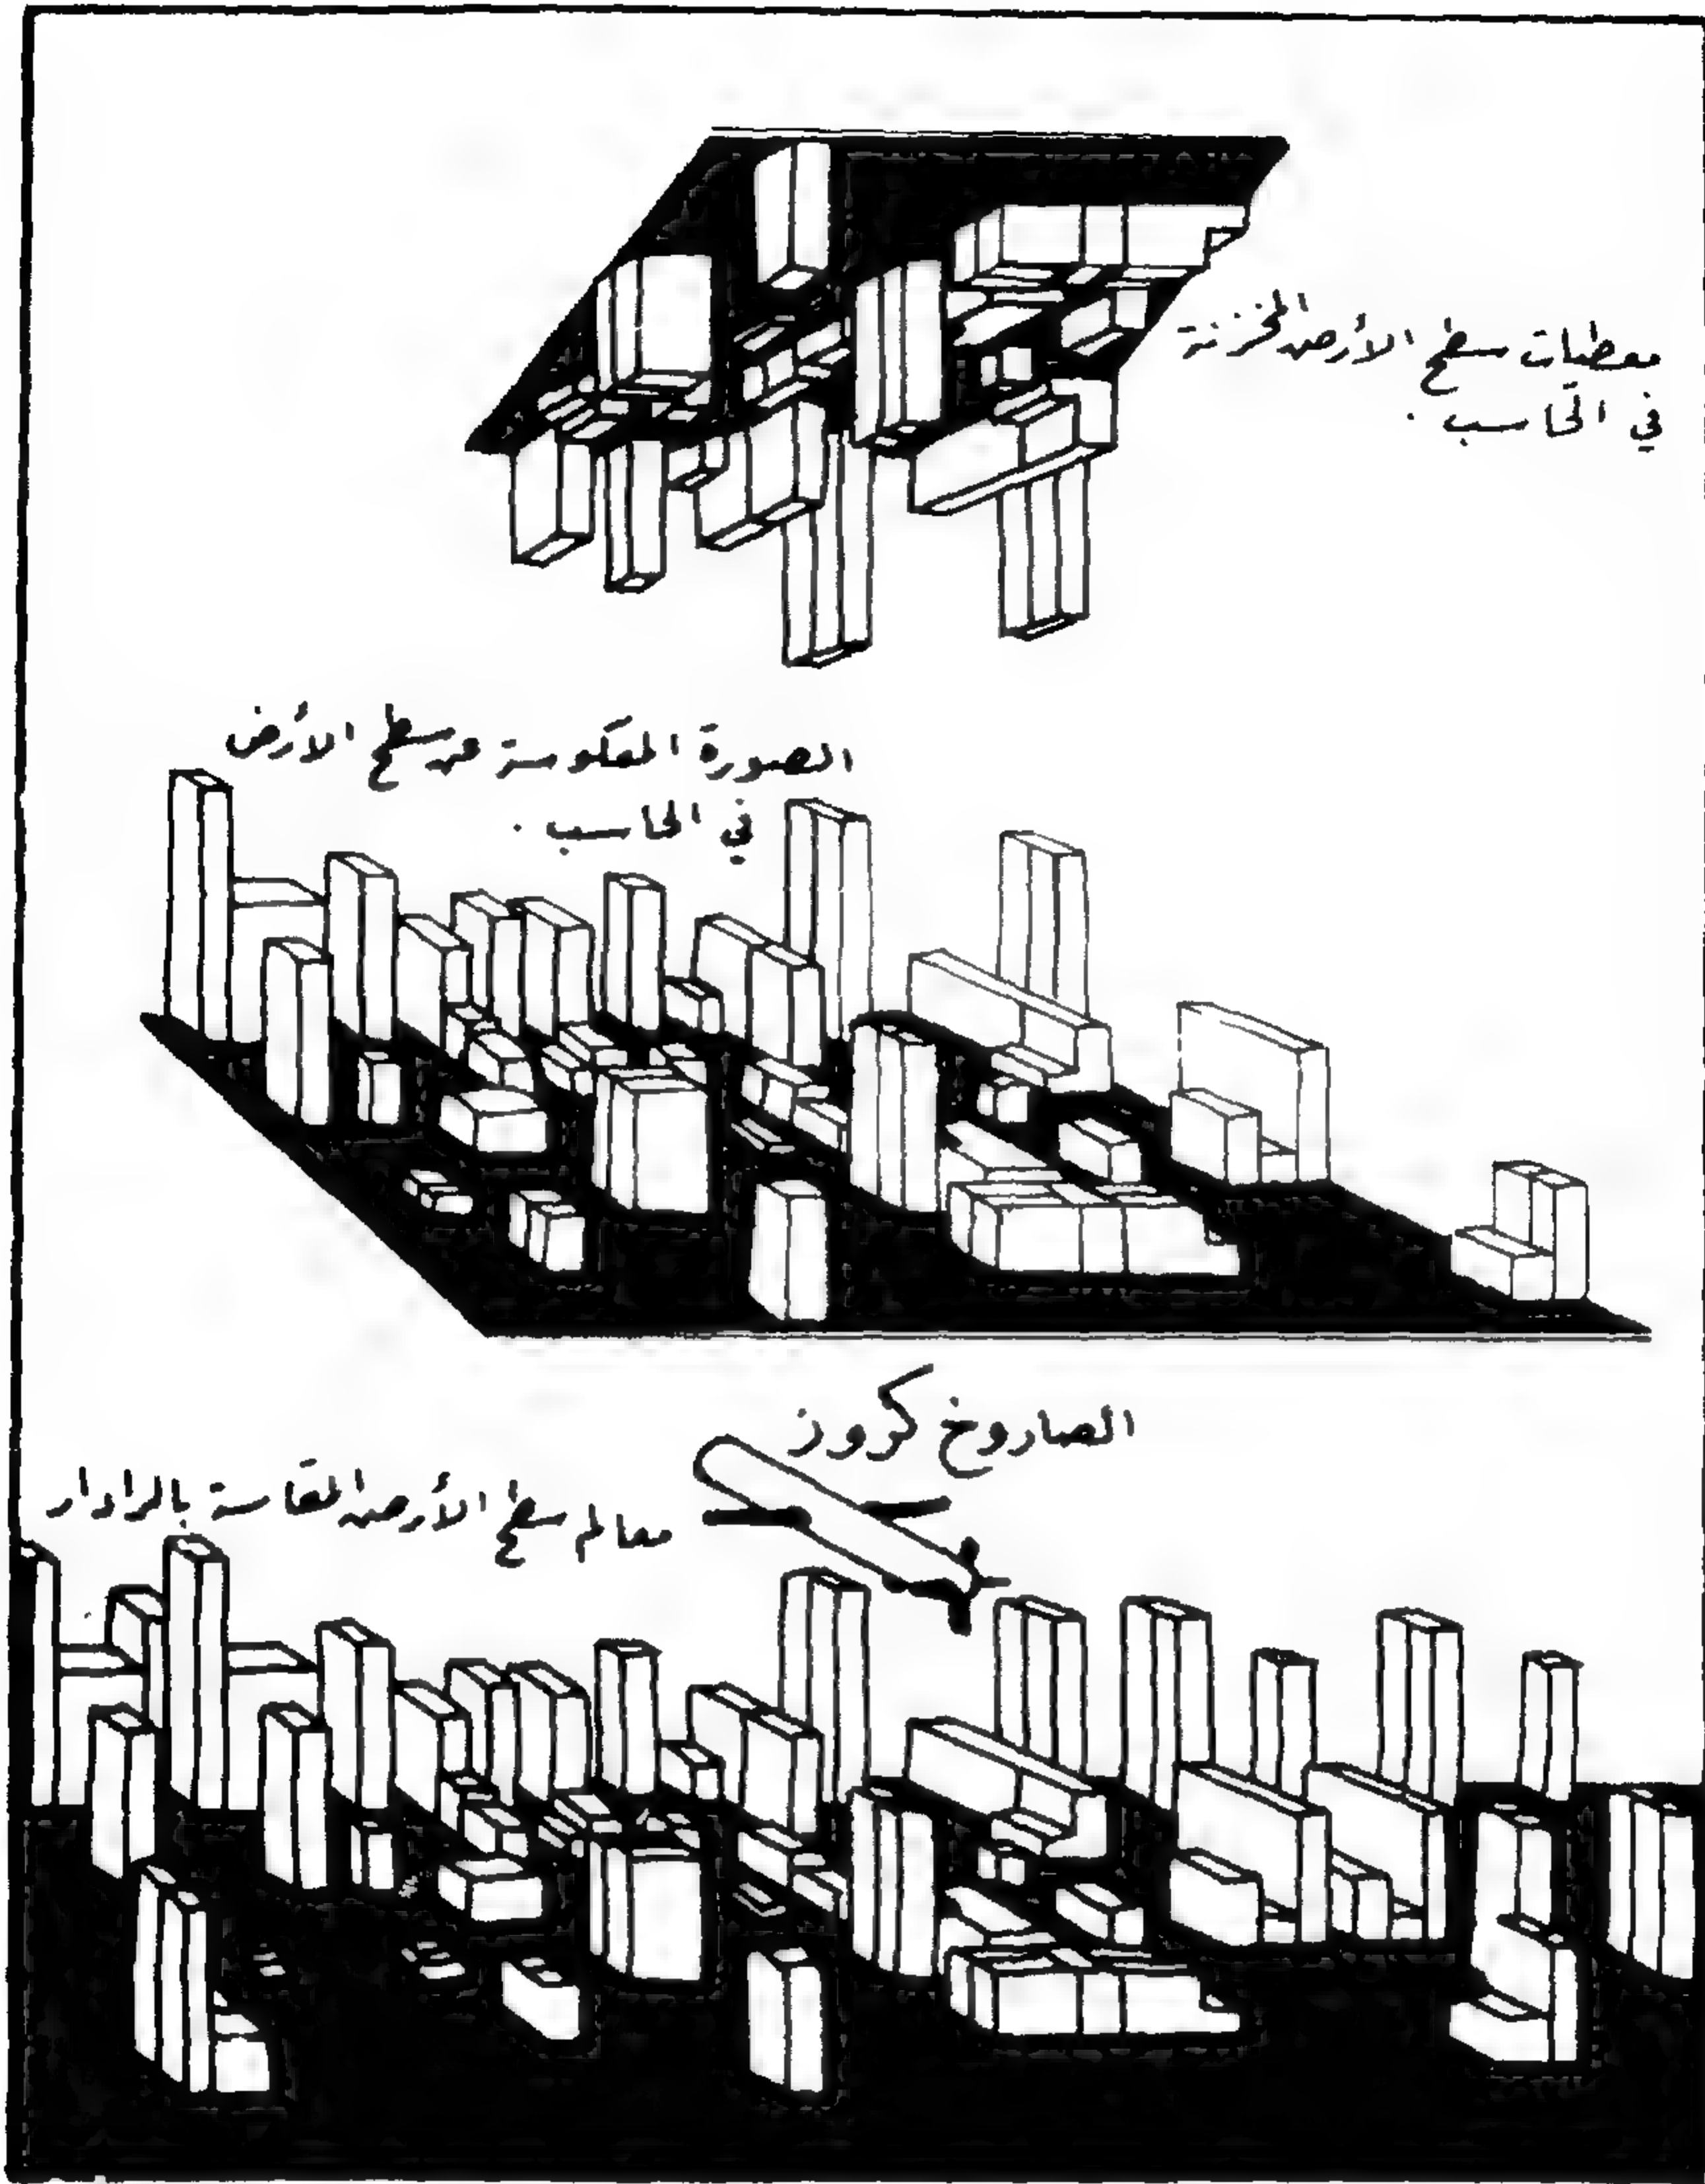 معطيات سطح الأرض المخزنة
في الحاسب .
الصورة المعكوسة عن سطح الأرض
في الحاسب .
الصاروخ كروز
معالم سطح الأرض المقاسة بالرادار